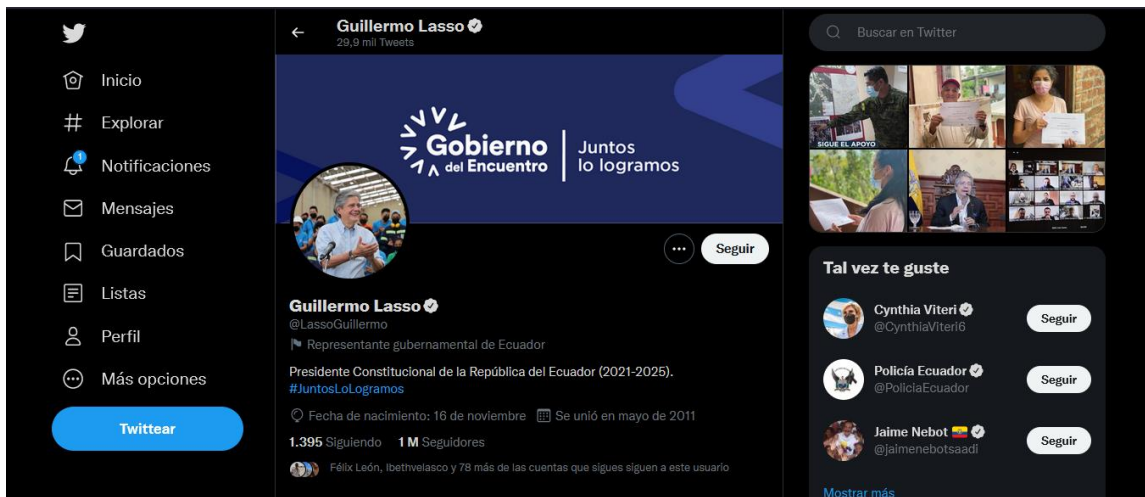 Inicio
Explorar
1
Notificaciones
Mensajes
Guardados
Listas
Perfil
Más opciones
Twittear
Guillermo Lasso
29,9 mil Tweets
Gobierno
del Encuentro
Juntos
lo logramos
Seguir
Guillermo Lasso
@LassoGuillermo
Representante gubernamental de Ecuador
Presidente Constitucional de la República del Ecuador (2021-2025).
#JuntosLoLogramos
Fecha de nacimiento: 16 de noviembre Se unió en mayo de 2011
1.395 Siguiendo 1 M Seguidores
Félix León, Ibethvelasco y 78 más de las cuentas que sigues siguen a este usuario
Buscar en Twitter
SIGUE EL APOYO
Tal vez te guste
Cynthia Viteri
@CynthiaViteri6
Seguir
Policía Ecuador
@PoliciaEcuador
Seguir
Jaime Nebot
@jaimenebotsaadi
Seguir
Mostrar más